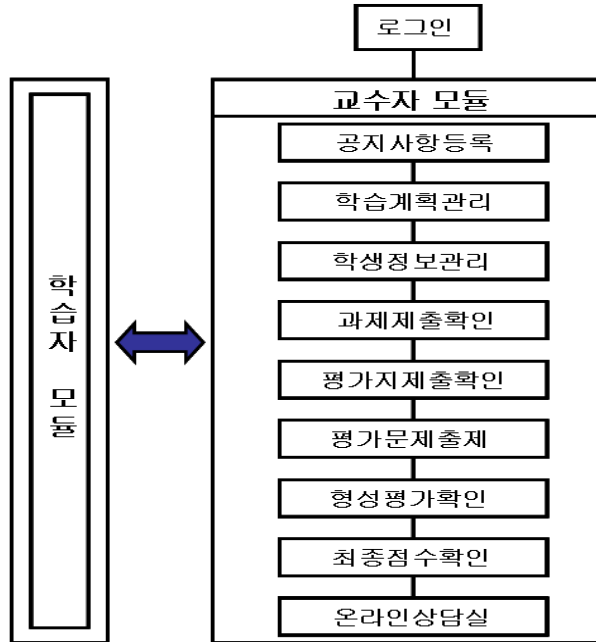 로그인
교수자 모듈
공지사항등록
학습계획관리
학생정보관리
과제제출확인
평가지제출확인
평가문제출제
형성평가확인
최종점수확인
온라인상담실
학습자 모듈